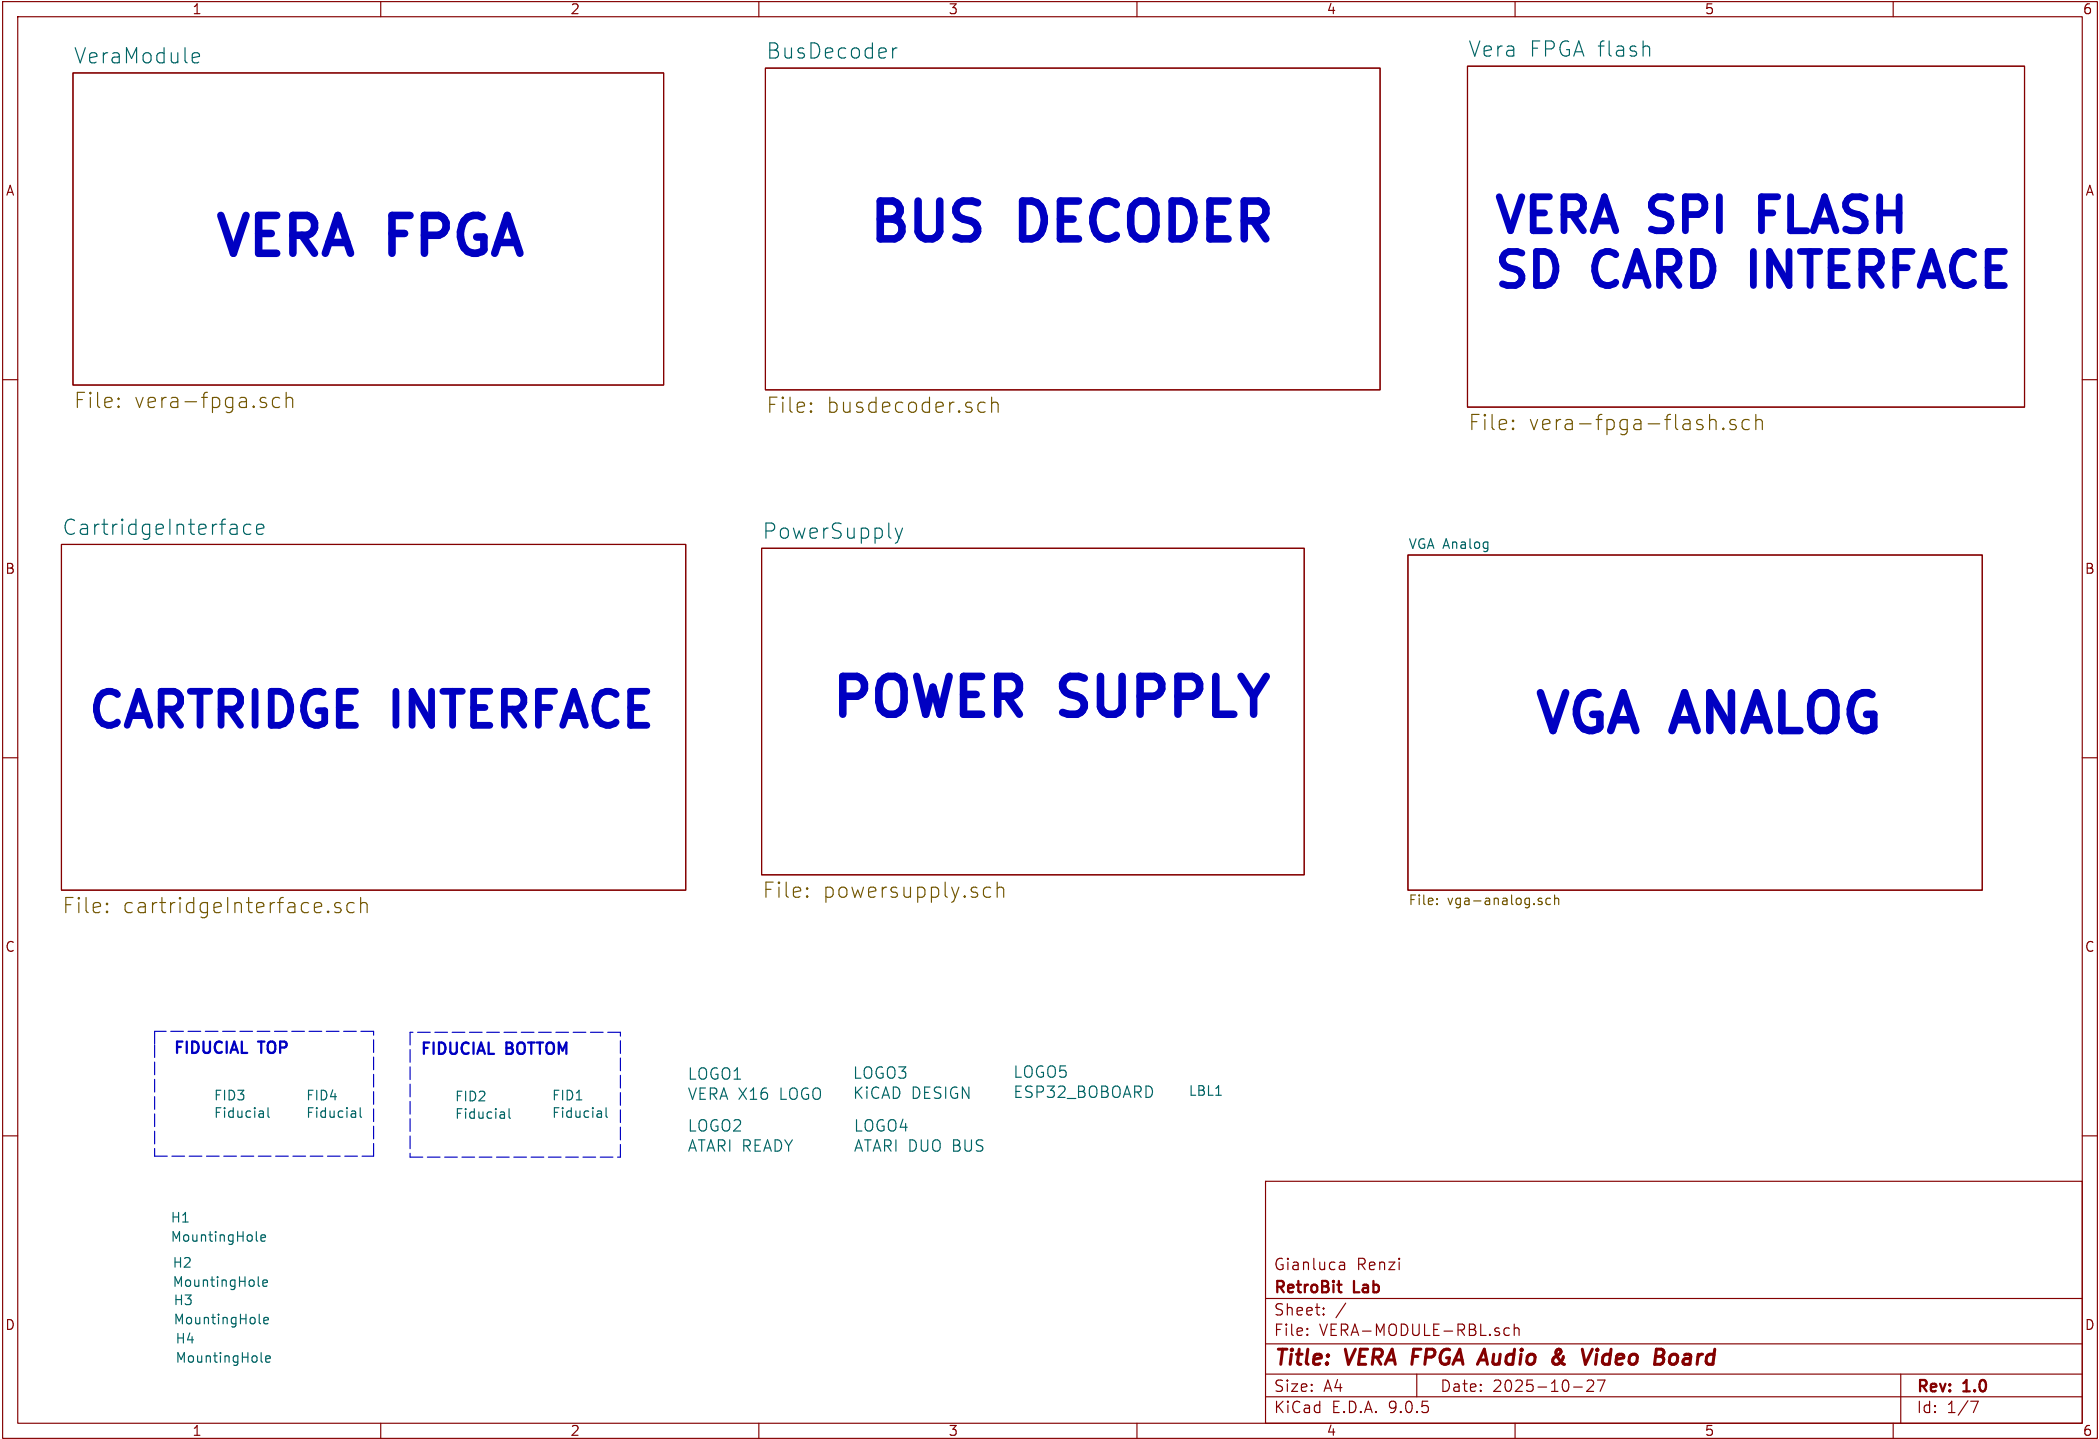 1 2 3 4 5 6
VeraModule
VERA FPGA
File: vera-fpga.sch
BusDecoder
BUS DECODER
File: busdecoder.sch
Vera FPGA flash
VERA SPI FLASH
SD CARD INTERFACE
File: vera-fpga-flash.sch
A A
CartridgeInterface
CARTRIDGE INTERFACE
File: cartridgeInterface.sch
PowerSupply
POWER SUPPLY
File: powersupply.sch
VGA Analog
VGA ANALOG
File: vga-analog.sch
B B
C C
FIDUCIAL TOP
FID3
Fiducial
FID4
Fiducial
FIDUCIAL BOTTOM
FID2
Fiducial
FID1
Fiducial
LOGO1
VERA X16 LOGO
LOGO3
KiCAD DESIGN
LOGO5
ESP32_BOBOARD
LBL1
LOGO2
ATARI READY
LOGO4
ATARI DUO BUS
H1
MountingHole
H2
MountingHole
H3
MountingHole
H4
MountingHole
D D
Gianluca Renzi
RetroBit Lab
Sheet: /
File: VERA-MODULE-RBL.sch
Title: VERA FPGA Audio & Video Board
Size: A4 Date: 2025-10-27 Rev: 1.0
KiCad E.D.A. 9.0.5 Id: 1/7
1 2 3 4 5 6